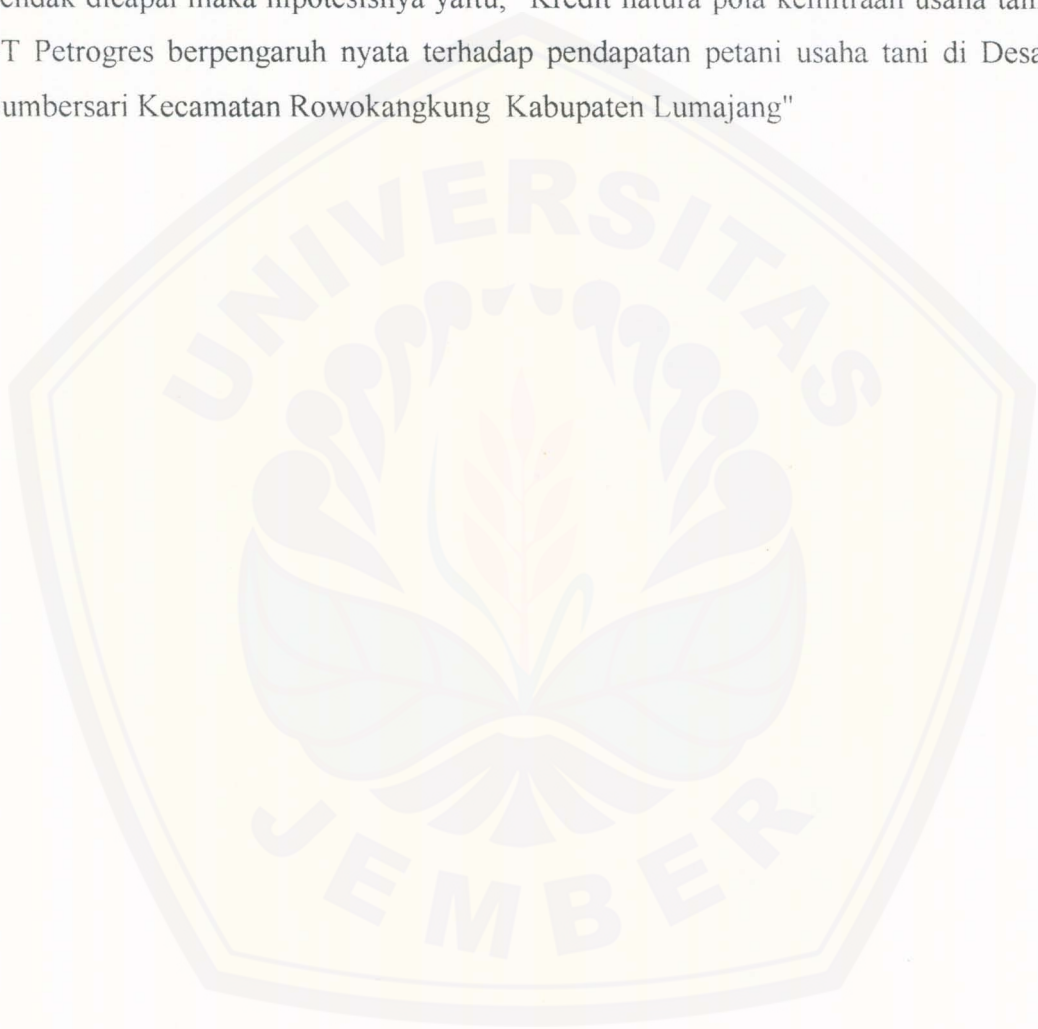 endak dicapai maka hipotesisnya yaitu, "Kredit natura pola kemitraan usaha tan
T Petrogres berpengaruh nyata terhadap pendapatan petani usaha tani di Desa
umbersari Kecamatan Rowokangkung Kabupaten Lumajang"
UNIVERSITAS
JEMBER